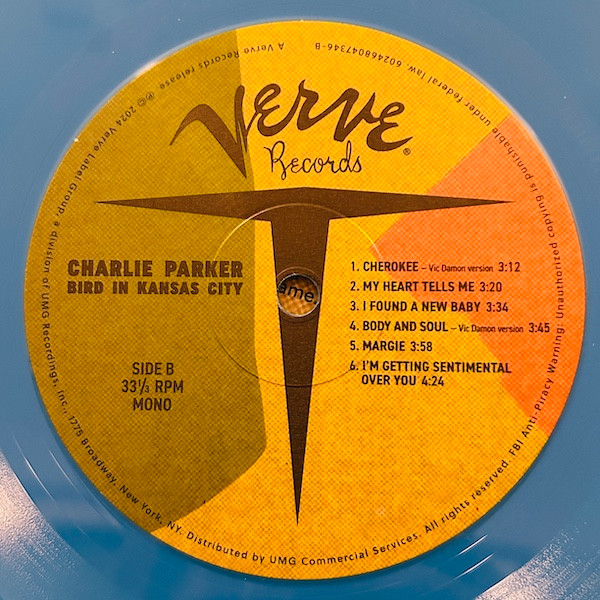 Verve
Records®
CHARLIE PARKER
BIRD IN KANSAS CITY
SIDE B
33⅓ RPM
MONO
1. CHEROKEE – Vic Damon version 3:12
2. MY HEART TELLS ME 3:20
3. I FOUND A NEW BABY 3:34
4. BODY AND SOUL – Vic Damon version 3:45
5. MARGIE 3:58
6. I'M GETTING SENTIMENTAL
OVER YOU 4:24
ame
A Verve Records release ℗© 2024 Verve Label Group, a division of UMG Recordings, Inc., 1775 Broadway, New York, NY. Distributed by UMG Commercial Services. All rights reserved. FBI Anti-Piracy Warning: Unauthorized copying is punishable under federal law. 602468047346-B